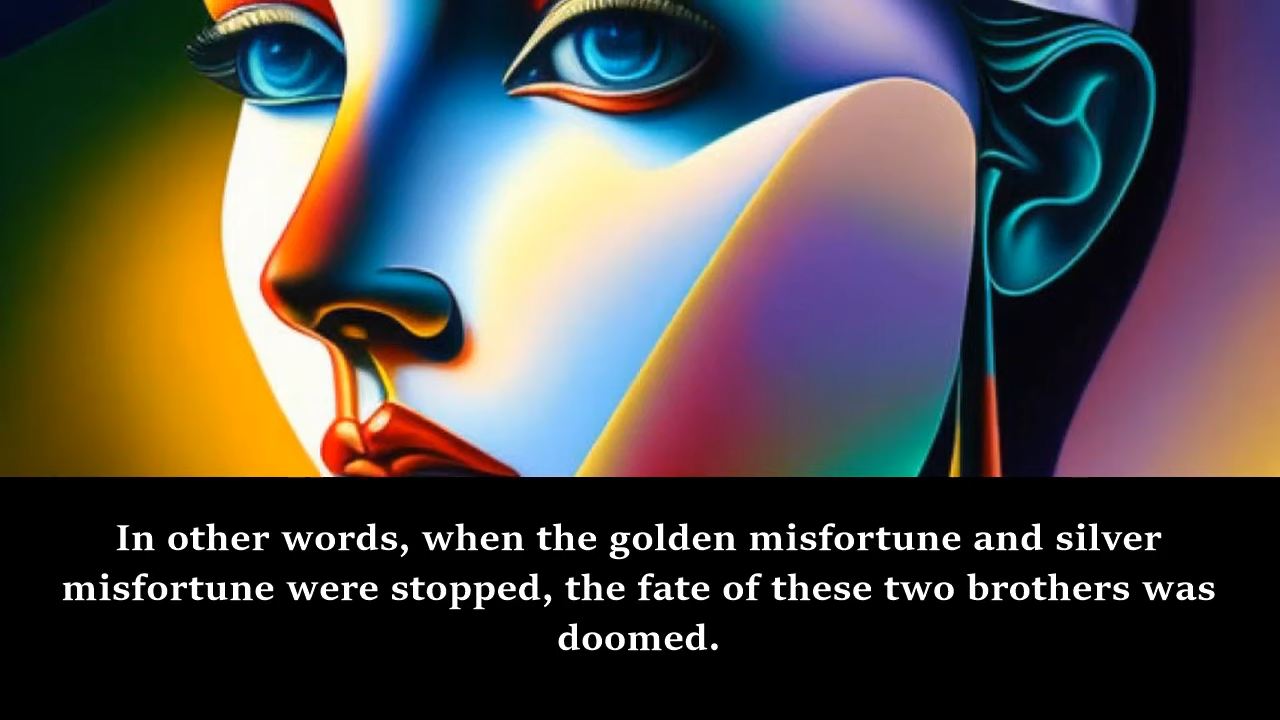 In other words, when the golden misfortune and silver
misfortune were stopped, the fate of these two brothers was
doomed.